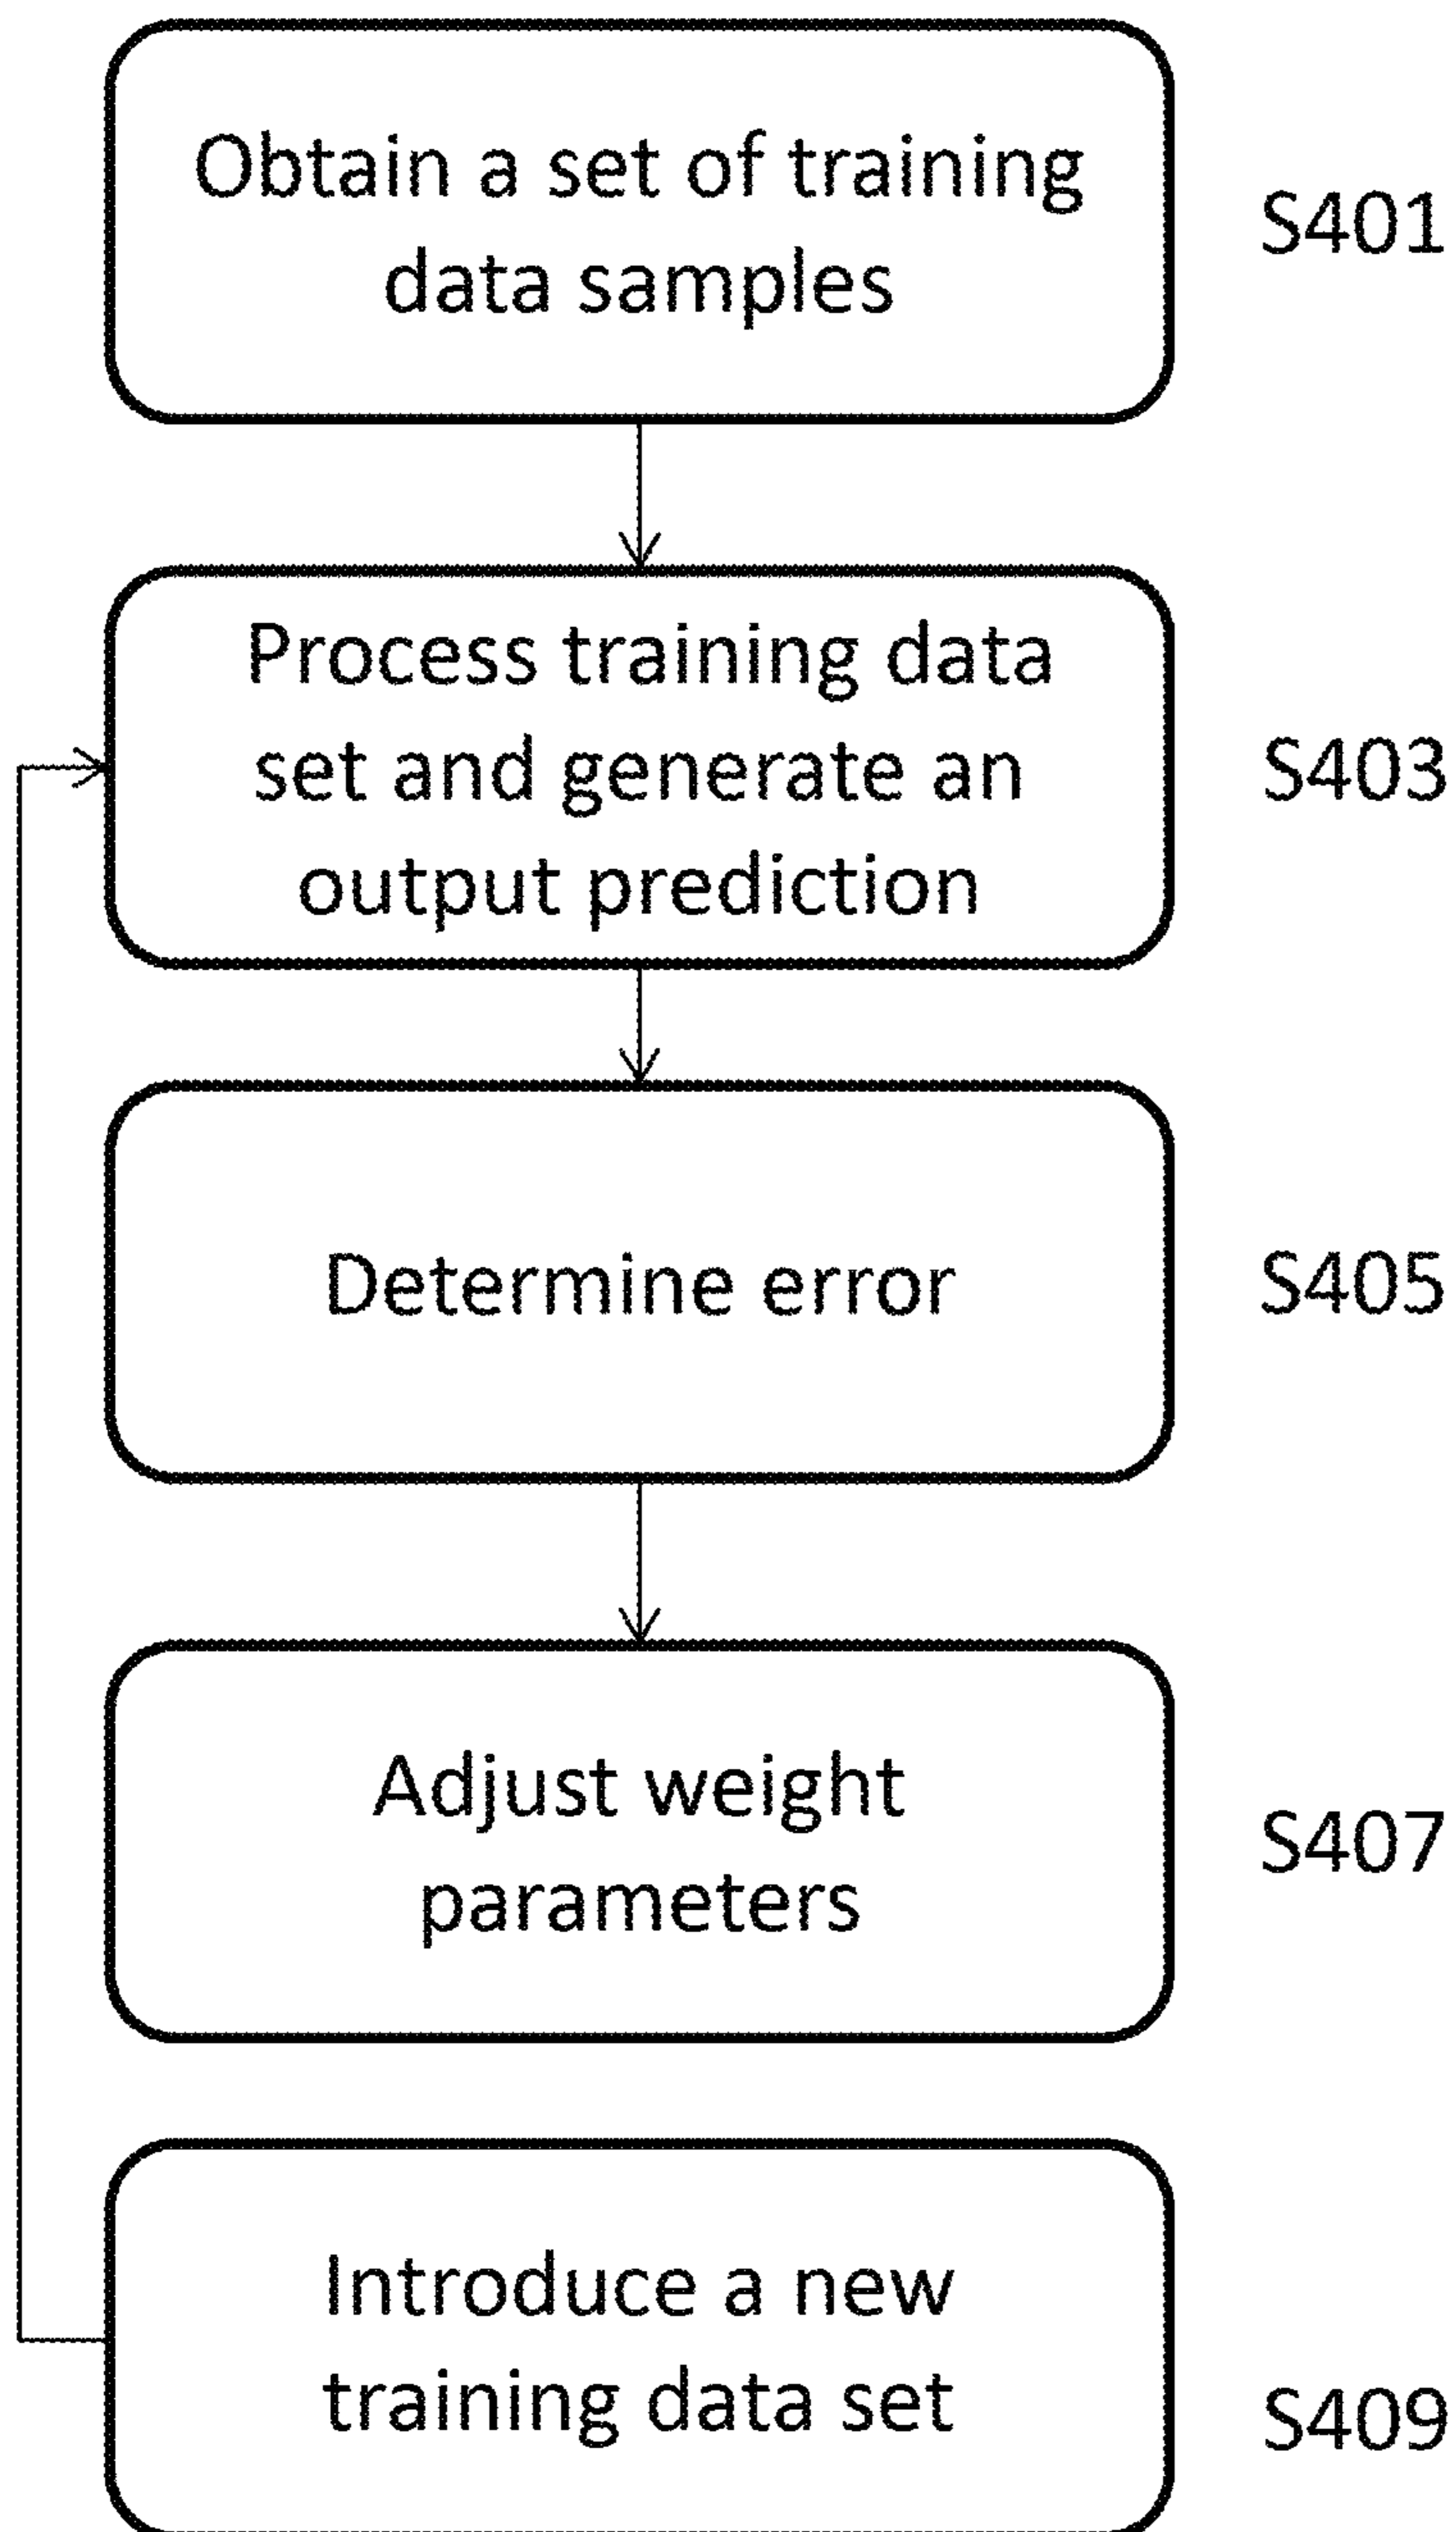 Obtain a set of training
data samples
S401
Process training data
set and generate an
output prediction
S403
Determine error
S405
Adjust weight
parameters
S407
Introduce a new
training data set
S409